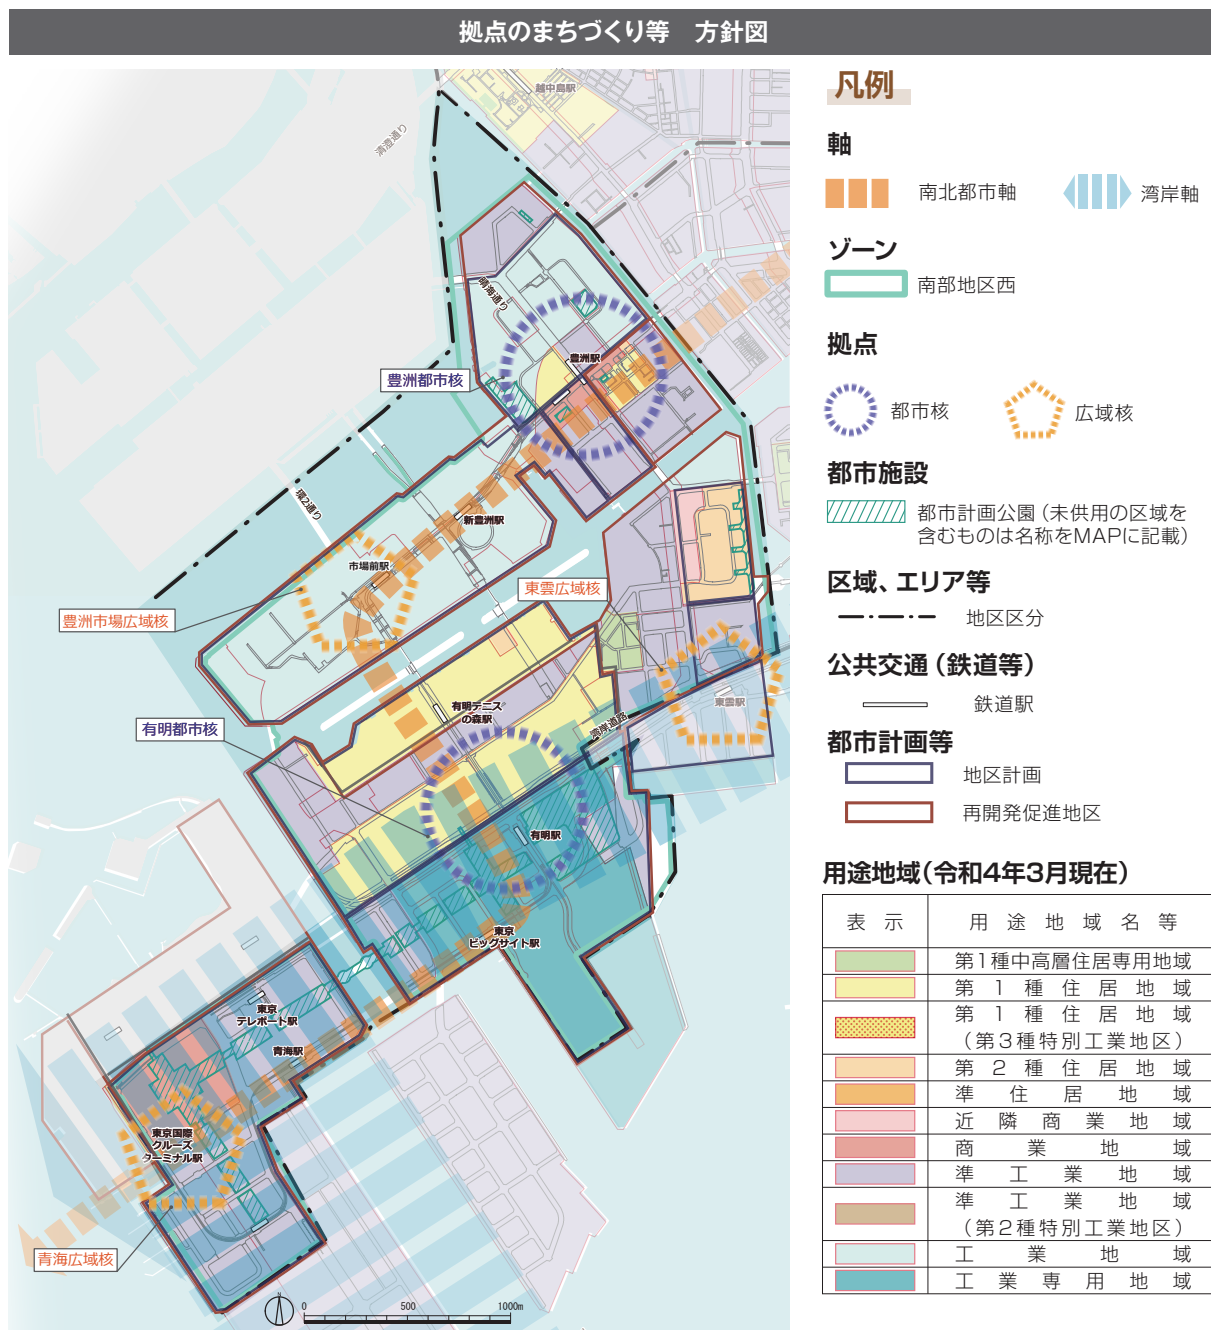 拠点のまちづくり等　方針図
越中島駅
清澄通り
晴海通り
豊洲駅
豊洲都市核
環2通り
新豊洲駅
市場前駅
東雲広域核
豊洲市場広域核
東雲駅
有明テニス
の森駅
湾岸道路
有明都市核
有明駅
東京
ビッグサイト駅
東京
テレポート駅
青海駅
東京国際
クルーズ
ターミナル駅
青海広域核
0
500
1000m
凡例
軸
南北都市軸
湾岸軸
ゾーン
南部地区西
拠点
都市核
広域核
都市施設
都市計画公園（未供用の区域を
含むものは名称をMAPに記載）
区域、エリア等
地区区分
公共交通（鉄道等）
鉄道駅
都市計画等
地区計画
再開発促進地区
用途地域（令和4年3月現在）
表示 用途地域名等
第1種中高層住居専用地域
第1種住居地域
第1種住居地域
（第3種特別工業地区）
第2種住居地域
準住居地域
近隣商業地域
商業地域
準工業地域
準工業地域
（第2種特別工業地区）
工業地域
工業専用地域